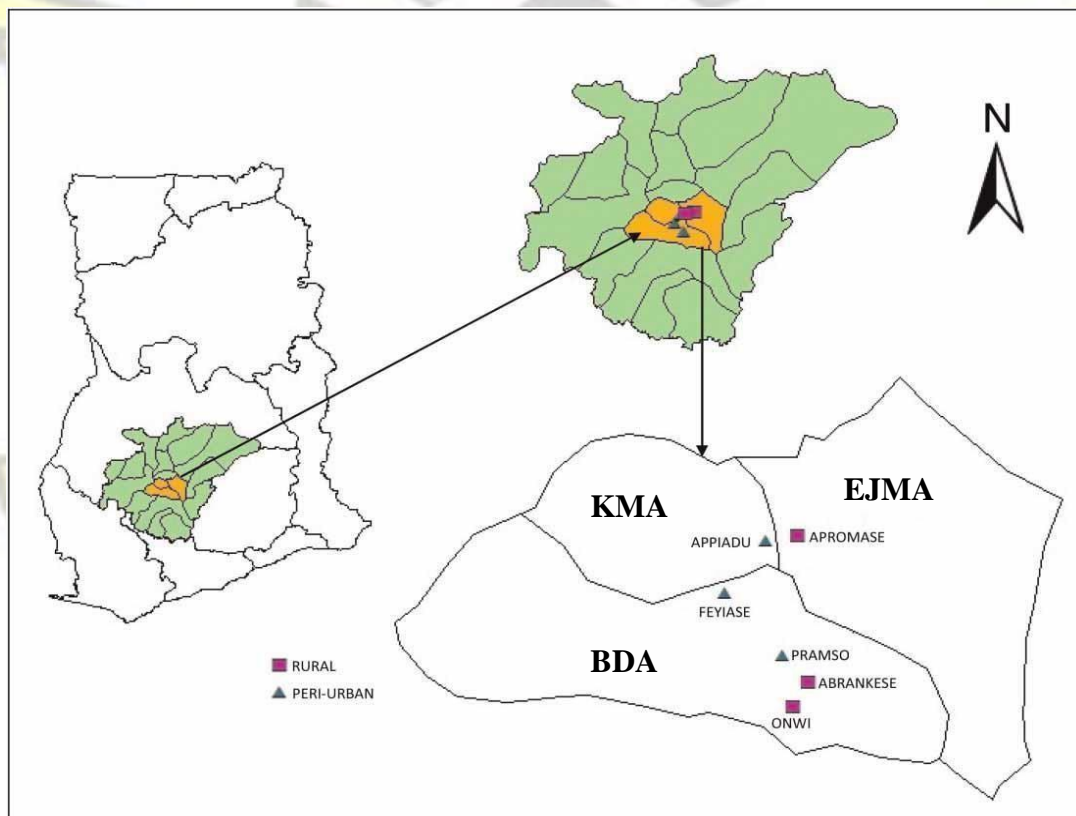 N
KMA
EJMA
APPIADU
APROMASE
FEYIASE
BDA
PRAMSO
ABRANKESE
ONWI
RURAL
PERI-URBAN